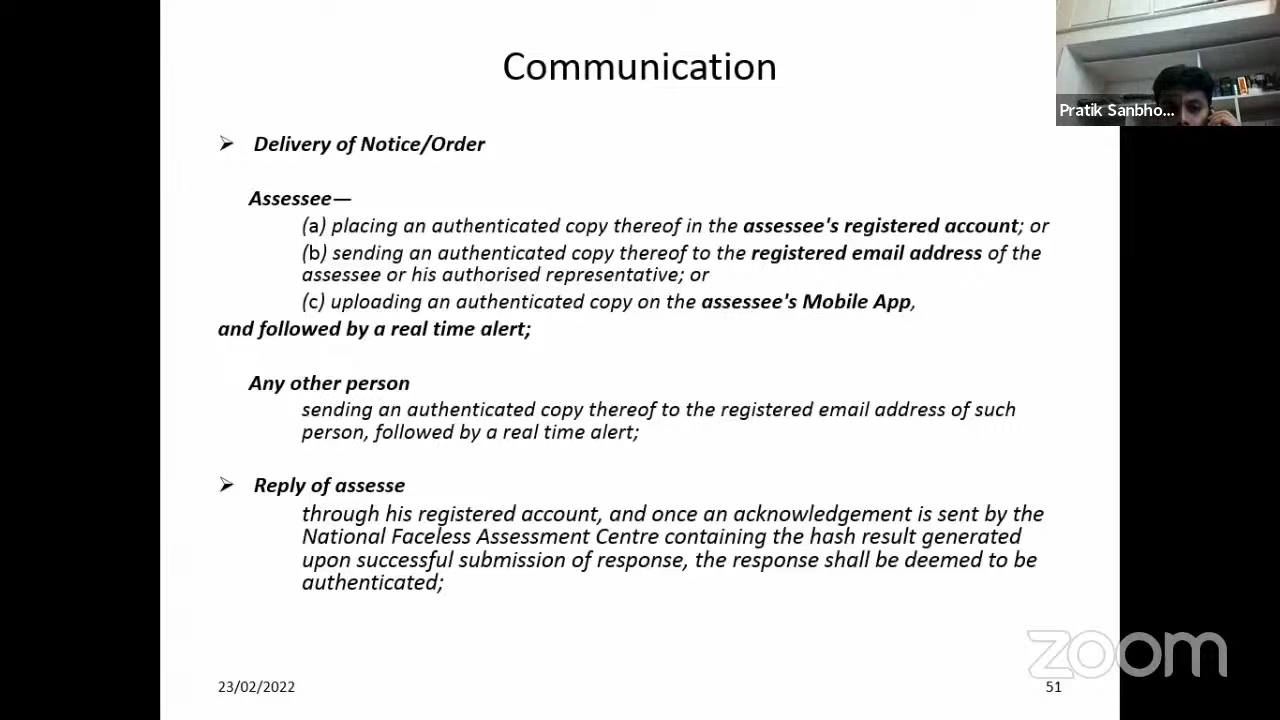 Communication
Pratik Sanbho...
➢ Delivery of Notice/Order
Assessee—
(a) placing an authenticated copy thereof in the assessee's registered account; or
(b) sending an authenticated copy thereof to the registered email address of the
assessee or his authorised representative; or
(c) uploading an authenticated copy on the assessee's Mobile App,
and followed by a real time alert;
Any other person
sending an authenticated copy thereof to the registered email address of such
person, followed by a real time alert;
➢ Reply of assesse
through his registered account, and once an acknowledgement is sent by the
National Faceless Assessment Centre containing the hash result generated
upon successful submission of response, the response shall be deemed to be
authenticated;
zoom
23/02/2022
51